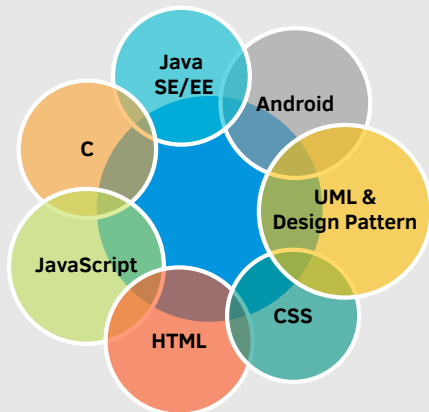 Java
SE/EE
Android
C
UML &
Design Pattern
JavaScript
CSS
HTML